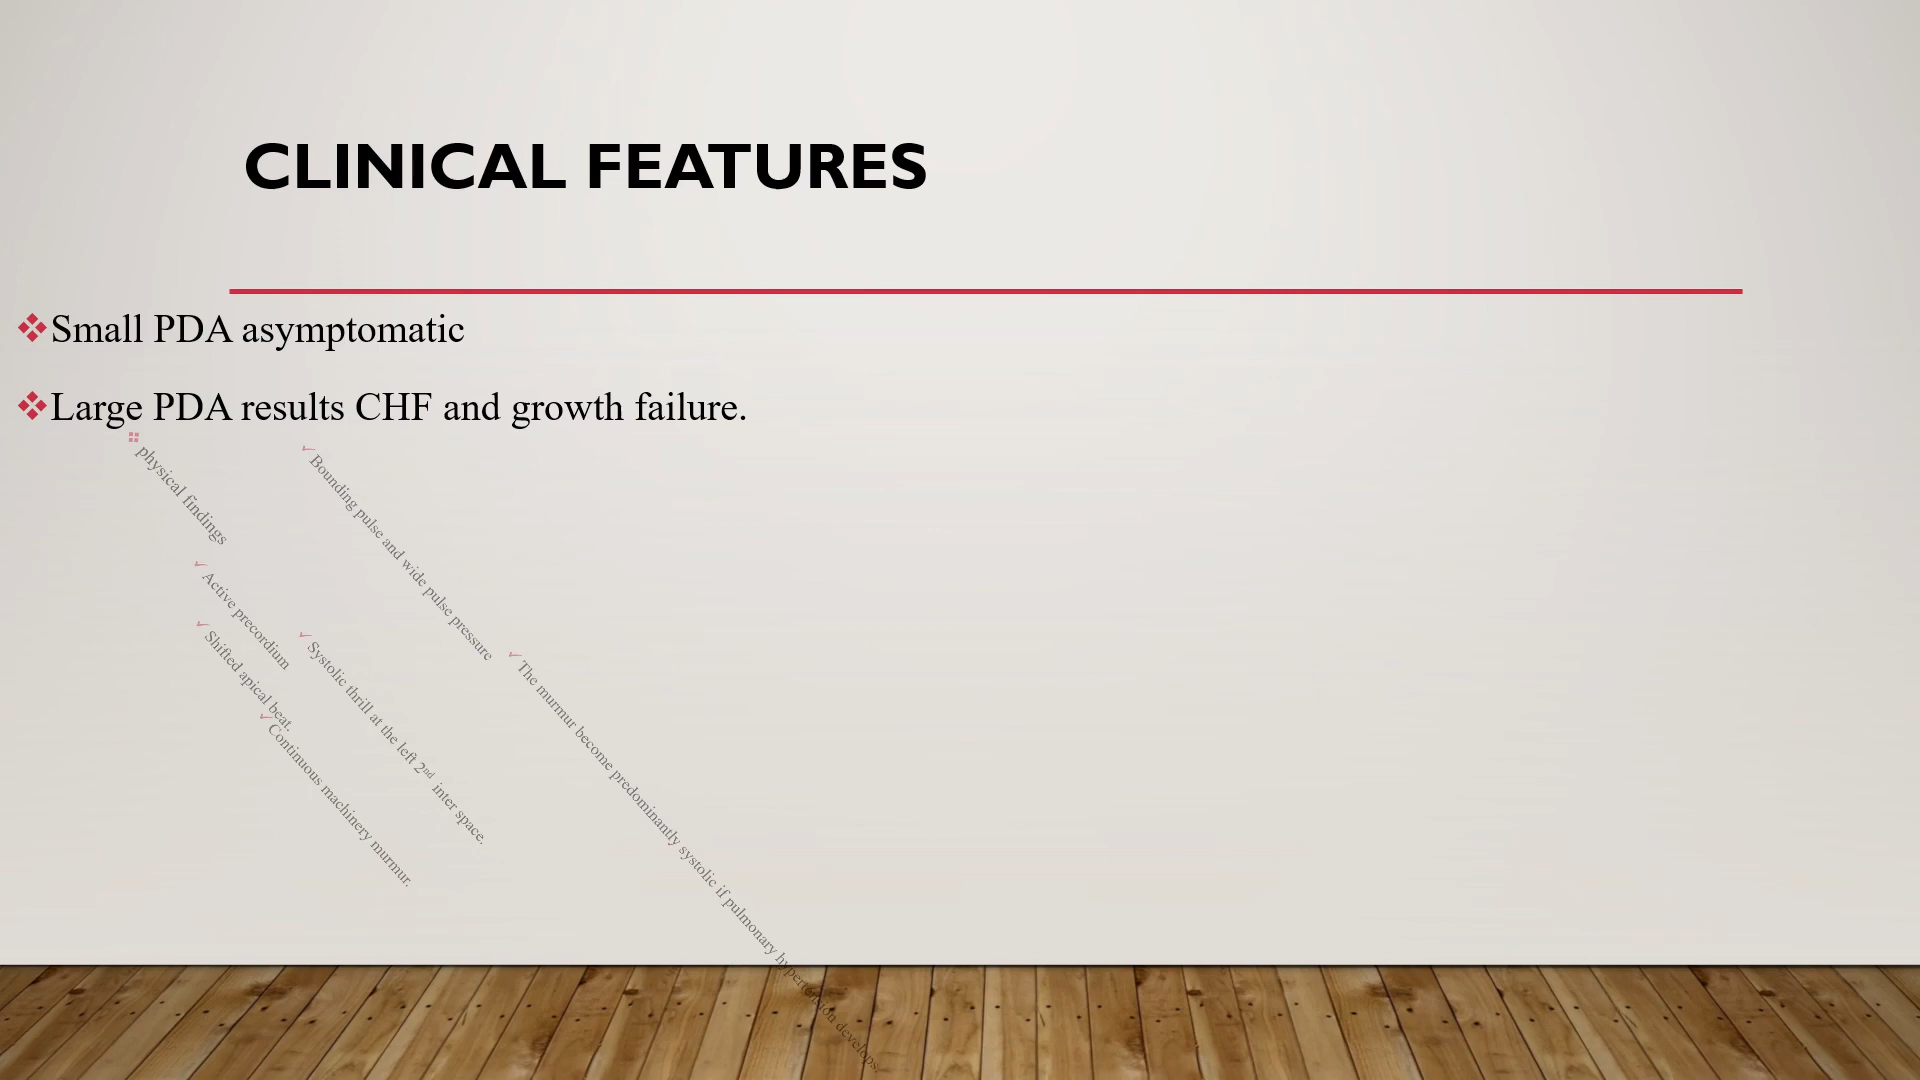 CLINICAL FEATURES
❖Small PDA asymptomatic
❖Large PDA results CHF and growth failure.
physical findings
✓ Bounding pulse and wide pulse pressure
✓ Active precordium
✓ Shifted apical beat.
✓ Systolic thrill at the left 2nd inter space.
✓ Continuous machinery murmur.
✓ The murmur become predominantly systolic if pulmonary hypertension develops.